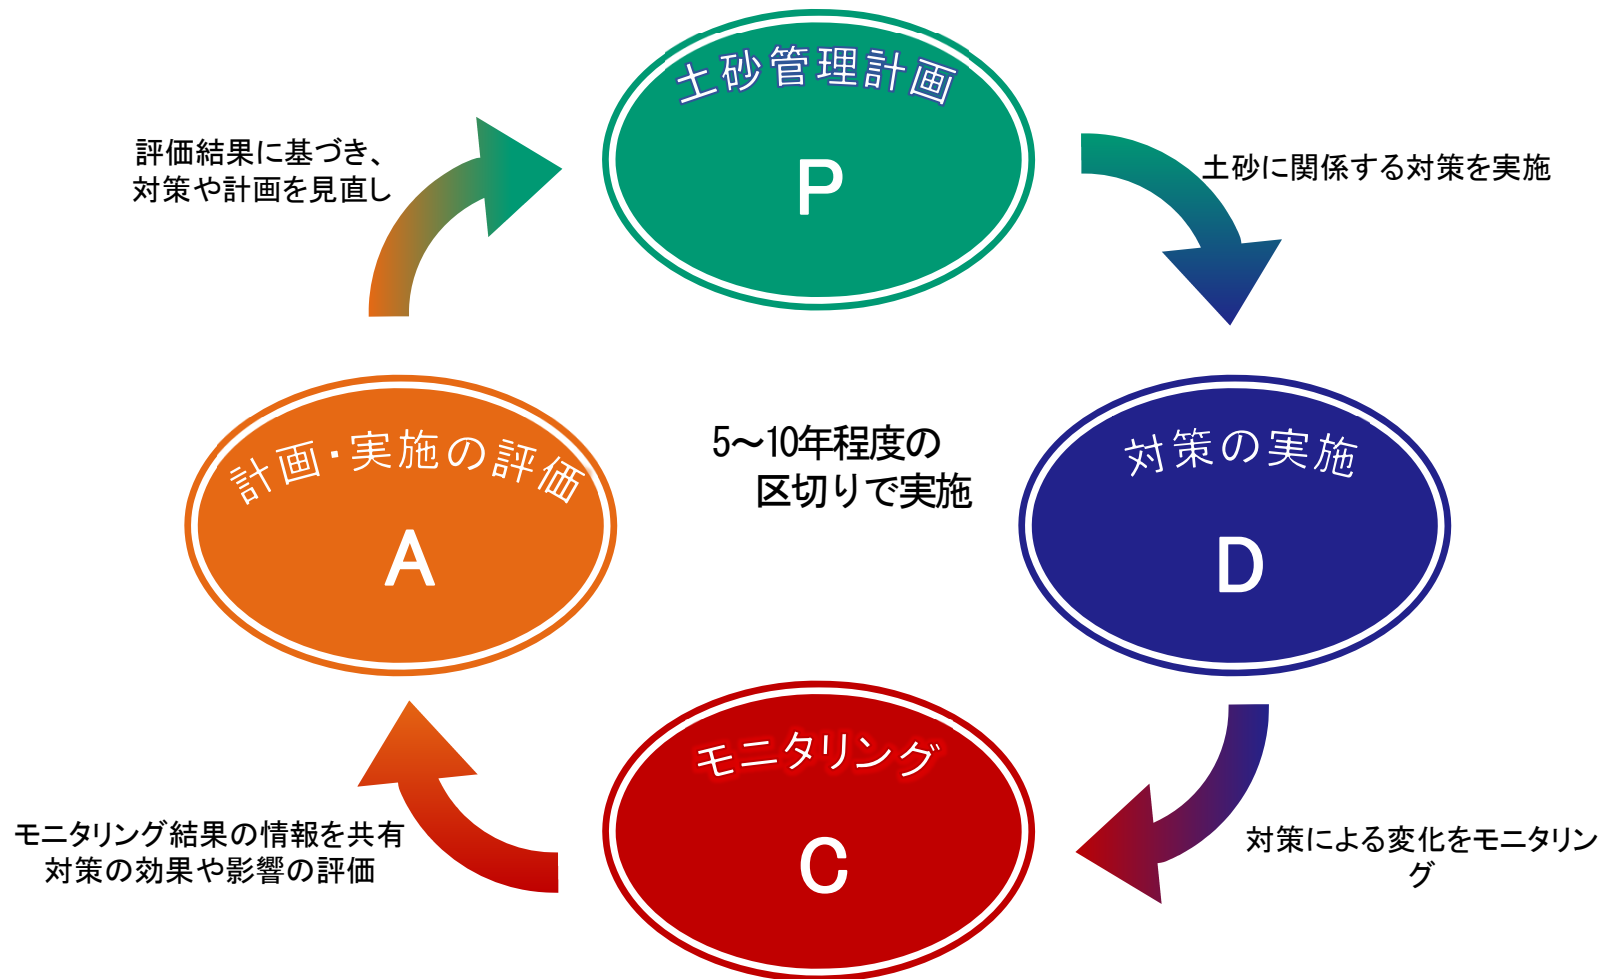 土砂管理計画
P
評価結果に基づき、
対策や計画を見直し
土砂に関係する対策を実施
計画・実施の評価
A
5～10年程度の
区切りで実施
対策の実施
D
モニタリング
C
モニタリング結果の情報を共有
対策の効果や影響の評価
対策による変化をモニタリン
グ